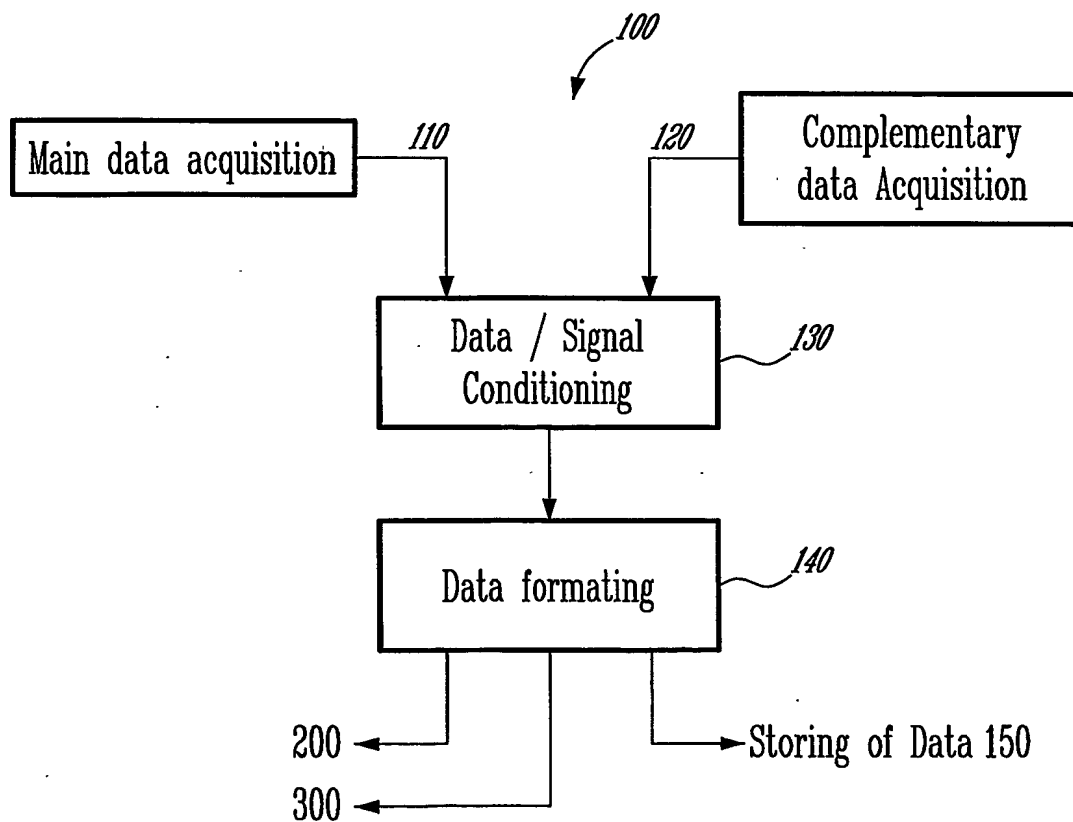 100
Main data acquisition
110
120
Complementary
data Acquisition
Data / Signal
Conditioning
130
Data formating
140
200
300
Storing of Data 150